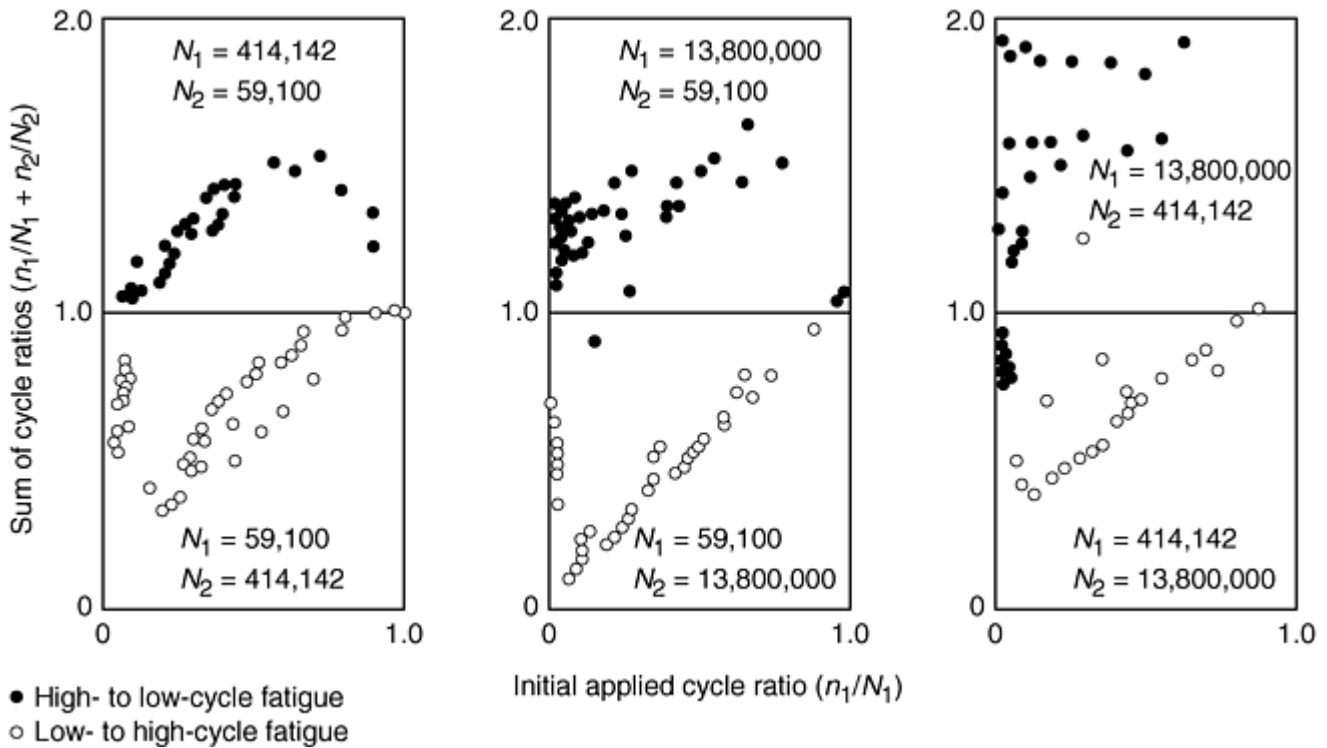 Sum of cycle ratios (n1/N1 + n2/N2)
2.0
1.0
0
N1 = 414,142
N2 = 59,100
N1 = 59,100
N2 = 414,142
0
1.0
2.0
1.0
0
N1 = 13,800,000
N2 = 59,100
N1 = 59,100
N2 = 13,800,000
0
1.0
2.0
1.0
0
N1 = 13,800,000
N2 = 414,142
N1 = 414,142
N2 = 13,800,000
0
1.0
Initial applied cycle ratio (n1/N1)
High- to low-cycle fatigue
Low- to high-cycle fatigue